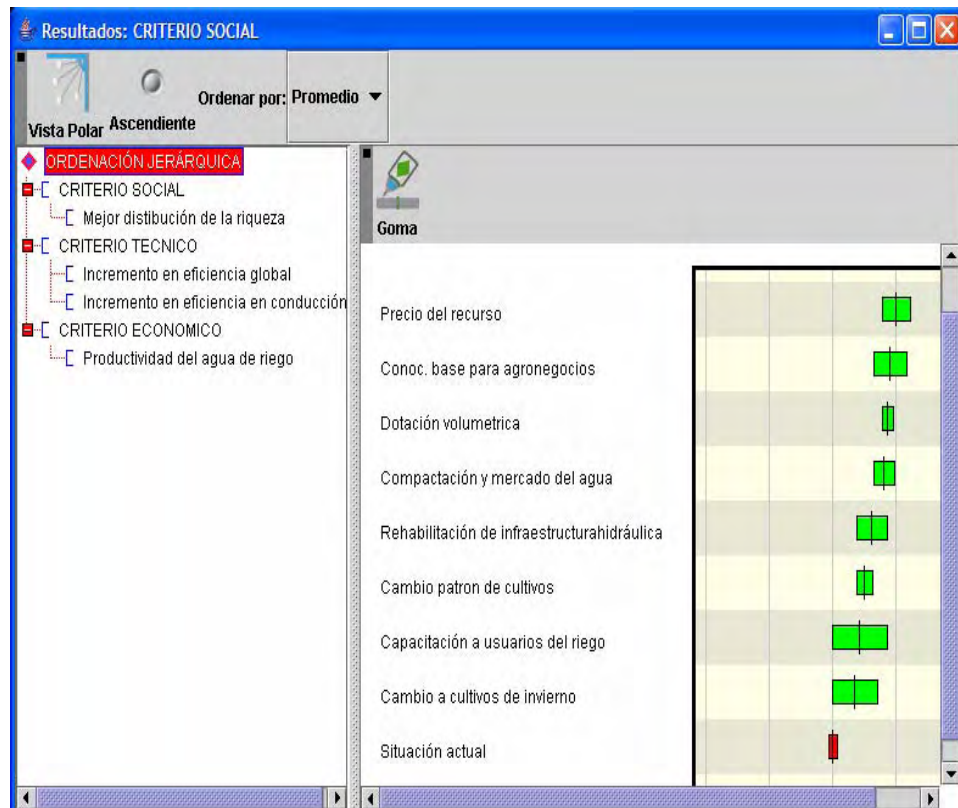 Resultados: CRITERIO SOCIAL
Vista Polar
Ascendiente
Ordenar por: Promedio
ORDENACIÓN JERÁRQUICA
CRITERIO SOCIAL
Mejor distibución de la riqueza
CRITERIO TECNICO
Incremento en eficiencia global
Incremento en eficiencia en conducción
CRITERIO ECONOMICO
Productividad del agua de riego
Goma
Precio del recurso
Conoc. base para agronegocios
Dotación volumetrica
Compactación y mercado del agua
Rehabilitación de infraestructurahidráulica
Cambio patron de cultivos
Capacitación a usuarios del riego
Cambio a cultivos de invierno
Situación actual